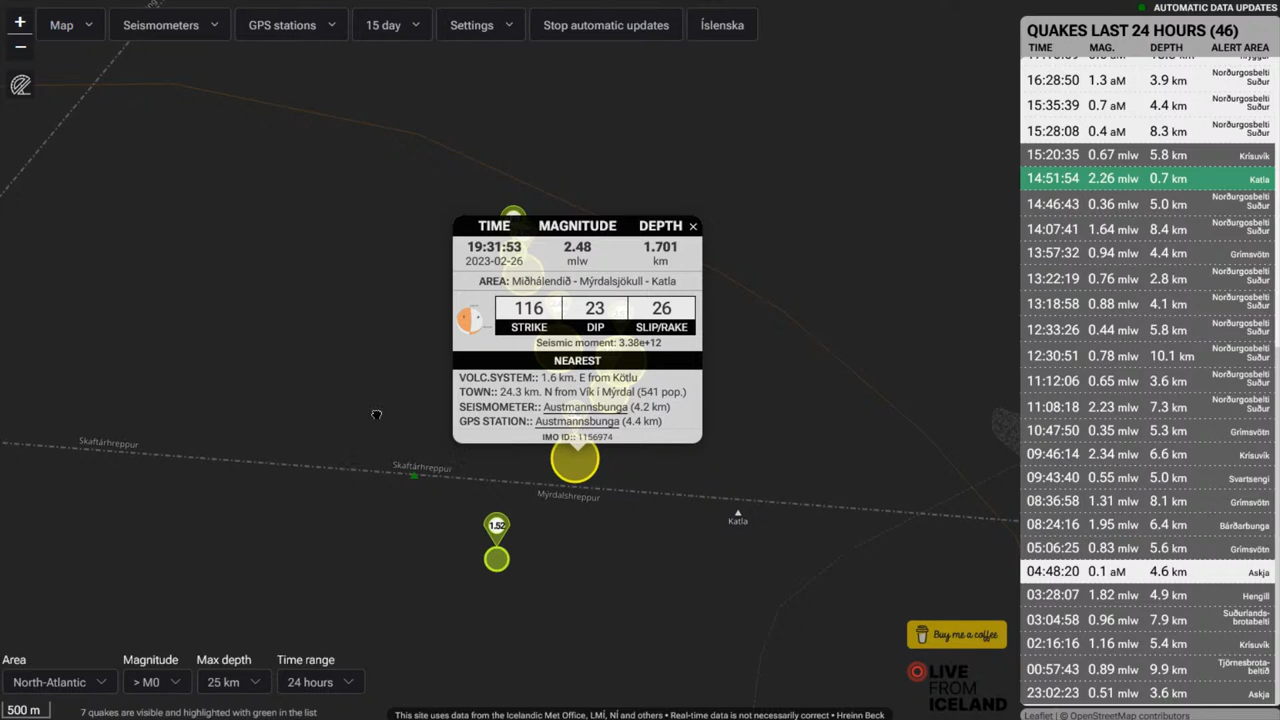 AUTOMATIC DATA UPDATES
+
−
Map
Seismometers
GPS stations
15 day
Settings
Stop automatic updates
Íslenska
QUAKES LAST 24 HOURS (46)
TIME MAG. DEPTH ALERT AREA
16:28:50 1.3 aM 3.9 km Norðurgosbelti Suður
15:35:39 0.7 aM 4.4 km Norðurgosbelti Suður
15:28:08 0.4 aM 8.3 km Norðurgosbelti Suður
15:20:35 0.67 mlw 5.8 km Krísuvík
14:51:54 2.26 mlw 0.7 km Katla
14:46:43 0.36 mlw 5.0 km Norðurgosbelti Suður
14:07:41 1.64 mlw 8.4 km Norðurgosbelti Suður
13:57:32 0.94 mlw 4.4 km Grímsvötn
13:22:19 0.76 mlw 2.8 km Norðurgosbelti Suður
13:18:58 0.88 mlw 4.1 km Norðurgosbelti Suður
12:33:26 0.44 mlw 5.8 km Norðurgosbelti Suður
12:30:51 0.78 mlw 10.1 km Norðurgosbelti Suður
11:12:06 0.65 mlw 3.6 km Norðurgosbelti Suður
11:08:18 2.23 mlw 7.3 km Norðurgosbelti Suður
10:47:50 0.35 mlw 5.3 km Grímsvötn
09:46:14 2.34 mlw 6.6 km Krísuvík
09:43:40 0.55 mlw 5.0 km Svartsengi
08:36:58 1.31 mlw 8.1 km Grímsvötn
08:24:16 1.95 mlw 6.4 km Bárðarbunga
05:06:25 0.83 mlw 5.6 km Grímsvötn
04:48:20 0.1 aM 4.6 km Askja
03:28:07 1.82 mlw 4.9 km Hengill
03:04:58 0.96 mlw 7.9 km Suðurlands-brotabelti
02:16:16 1.16 mlw 5.4 km Krísuvík
00:57:43 0.89 mlw 9.9 km Tjörnesbrota-beltið
23:02:23 0.51 mlw 3.6 km Askja
TIME MAGNITUDE DEPTH ×
19:31:53 2.48 1.701
2023-02-26 mlw km
AREA: Miðhálendið - Mýrdalsjökull - Katla
116 23 26
STRIKE DIP SLIP/RAKE
Seismic moment: 3.38e+12
NEAREST
VOLC.SYSTEM:: 1.6 km. E from Kötlu
TOWN:: 24.3 km. N from Vík í Mýrdal (541 pop.)
SEISMOMETER:: Austmannsbunga (4.2 km)
GPS STATION:: Austmannsbunga (4.4 km)
IMO ID:: 1156974
Skaftárhreppur
Skaftárhreppur
Mýrdalshreppur
1.52
Katla
Buy me a coffee
LIVE
FROM
ICELAND
Area
North-Atlantic
Magnitude
> M0
Max depth
25 km
Time range
24 hours
500 m
7 quakes are visible and highlighted with green in the list
This site uses data from the Icelandic Met Office, LMÍ, NÍ and others • Real-time data is not necessarily correct • Hreinn Beck
Leaflet | © OpenStreetMap contributors